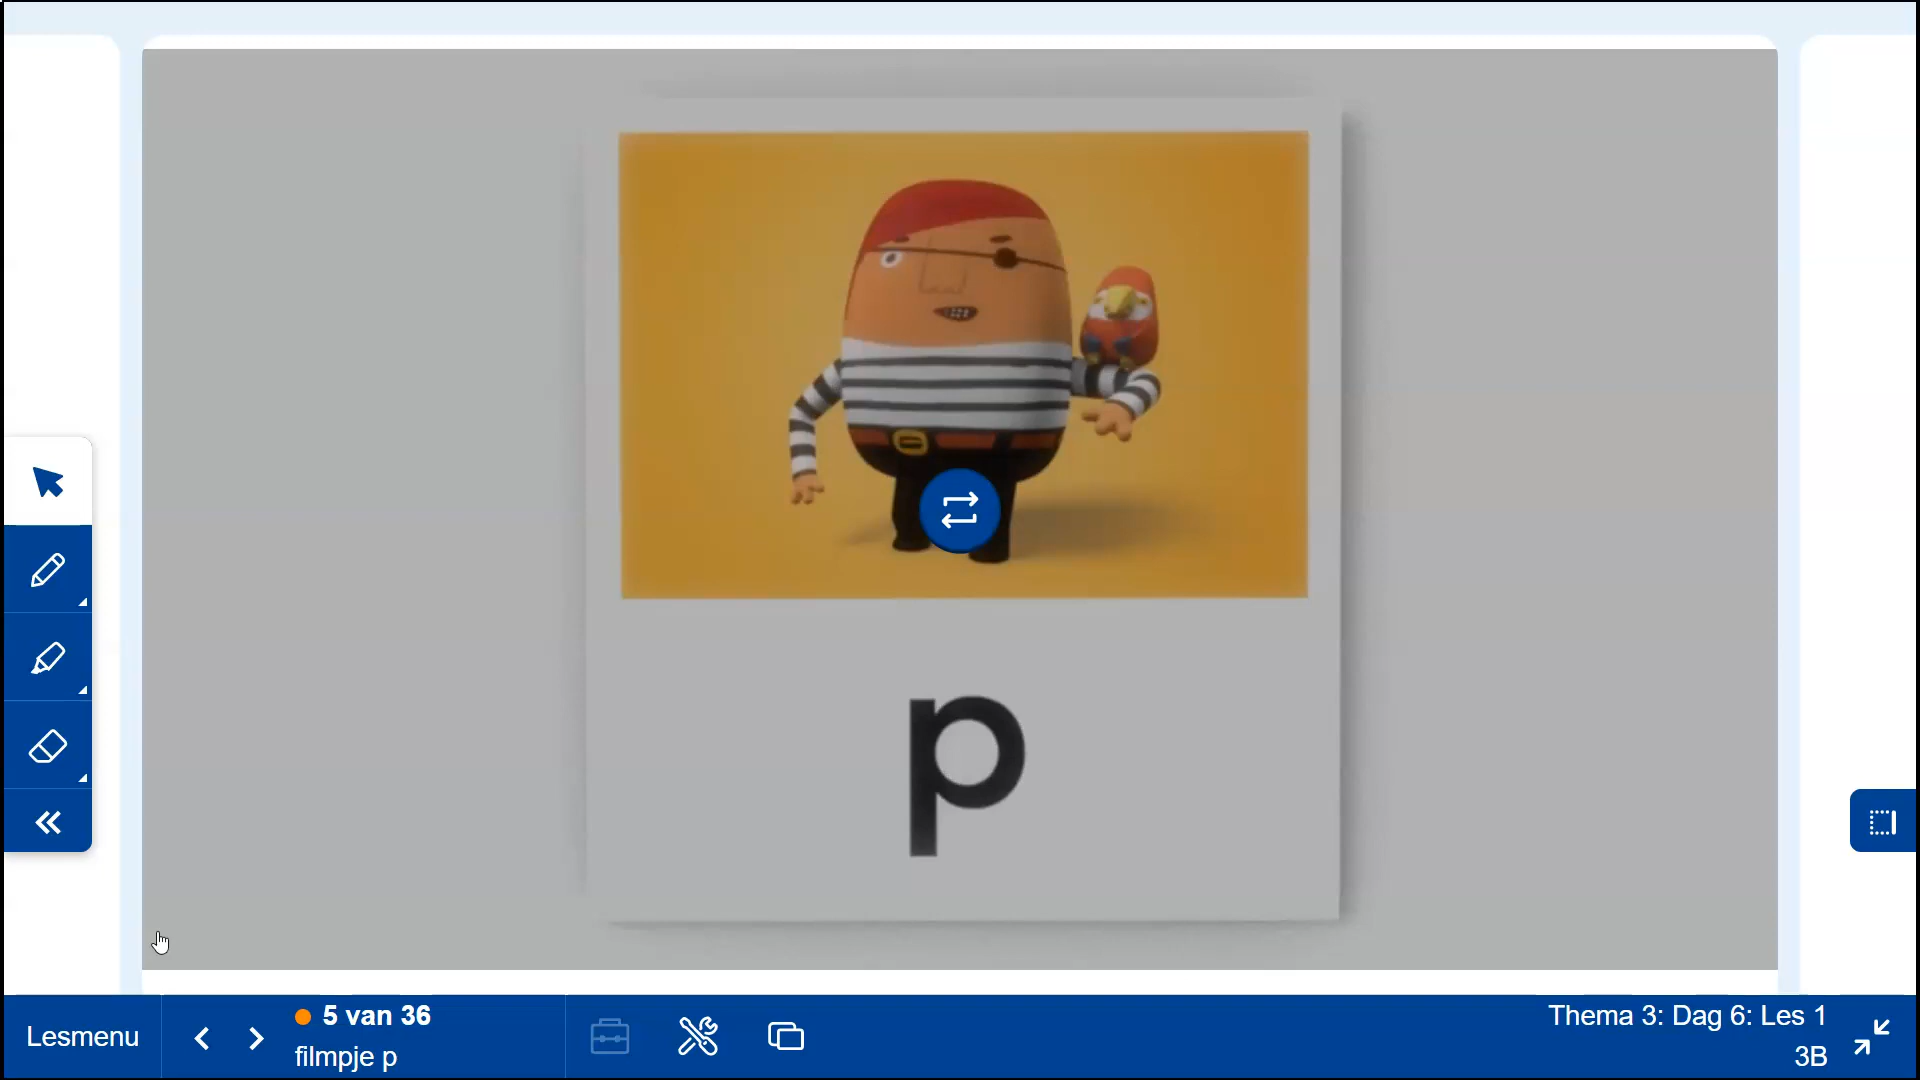 p
Lesmenu
5 van 36
filmpje p
Thema 3: Dag 6: Les 1
3B